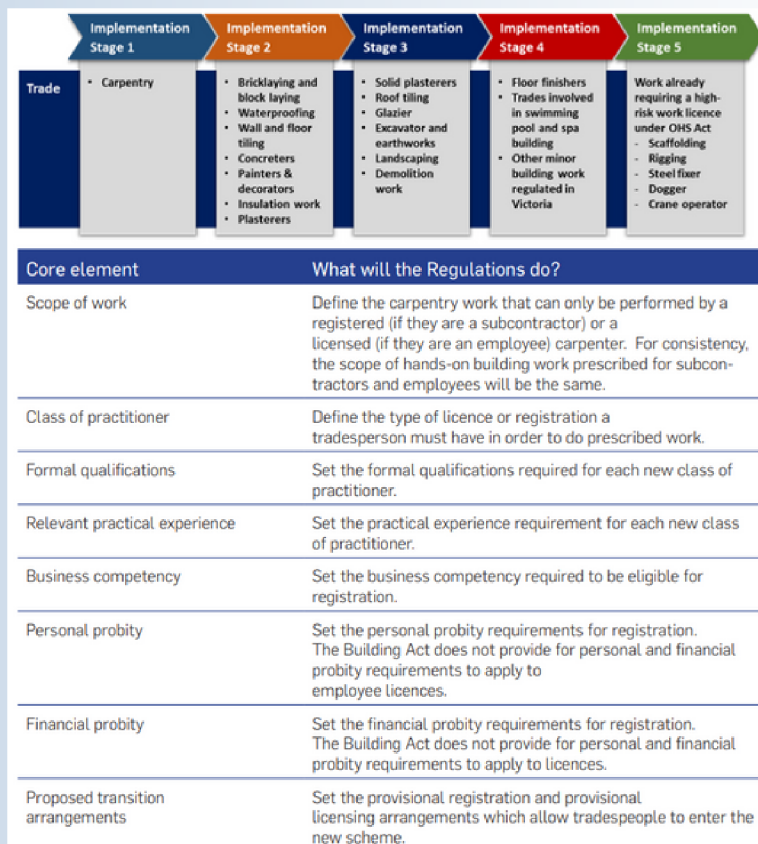 Implementation
Stage 1
Implementation
Stage 2
Implementation
Stage 3
Implementation
Stage 4
Implementation
Stage 5
Trade
• Carpentry
• Bricklaying and
block laying
• Waterproofing
• Wall and floor
tiling
• Concreters
• Painters &
decorators
• Insulation work
• Plasterers
• Solid plasterers
• Roof tiling
• Glazier
• Excavator and
earthworks
• Landscaping
• Demolition
work
• Floor finishers
• Trades involved
in swimming
pool and spa
building
• Other minor
building work
regulated in
Victoria
Work already
requiring a high-
risk work licence
under OHS Act
- Scaffolding
- Rigging
- Steel fixer
- Dogger
- Crane operator
Core element
What will the Regulations do?
Scope of work
Define the carpentry work that can only be performed by a
registered (if they are a subcontractor) or a
licensed (if they are an employee) carpenter. For consistency,
the scope of hands-on building work prescribed for subcon-
tractors and employees will be the same.
Class of practitioner
Define the type of licence or registration a
tradesperson must have in order to do prescribed work.
Formal qualifications
Set the formal qualifications required for each new class of
practitioner.
Relevant practical experience
Set the practical experience requirement for each new class
of practitioner.
Business competency
Set the business competency required to be eligible for
registration.
Personal probity
Set the personal probity requirements for registration.
The Building Act does not provide for personal and financial
probity requirements to apply to
employee licences.
Financial probity
Set the financial probity requirements for registration.
The Building Act does not provide for personal and financial
probity requirements to apply to licences.
Proposed transition
arrangements
Set the provisional registration and provisional
licensing arrangements which allow tradespeople to enter the
new scheme.